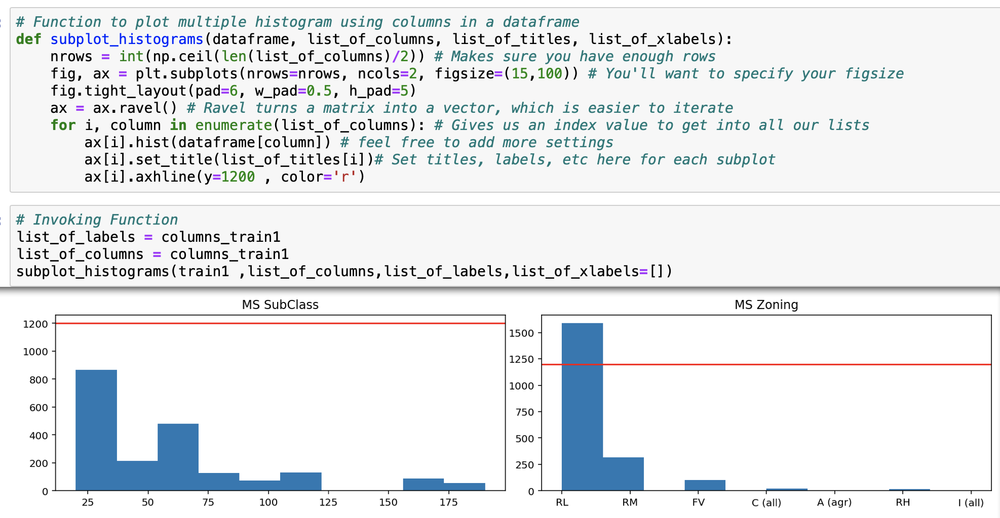 # Function to plot multiple histogram using columns in a dataframe
def subplot_histograms(dataframe, list_of_columns, list_of_titles, list_of_xlabels):
    nrows = int(np.ceil(len(list_of_columns)/2)) # Makes sure you have enough rows
    fig, ax = plt.subplots(nrows=nrows, ncols=2, figsize=(15,100)) # You'll want to specify your figsize
    fig.tight_layout(pad=6, w_pad=0.5, h_pad=5)
    ax = ax.ravel() # Ravel turns a matrix into a vector, which is easier to iterate
    for i, column in enumerate(list_of_columns): # Gives us an index value to get into all our lists
        ax[i].hist(dataframe[column]) # feel free to add more settings
        ax[i].set_title(list_of_titles[i])# Set titles, labels, etc here for each subplot
        ax[i].axhline(y=1200 , color='r')
# Invoking Function
list_of_labels = columns_train1
list_of_columns = columns_train1
subplot_histograms(train1 ,list_of_columns,list_of_labels,list_of_xlabels=[])
MS SubClass
1200
1000
800
600
400
200
0
25 50 75 100 125 150 175
MS Zoning
1500
1250
1000
750
500
250
0
RL RM FV C (all) A (agr) RH I (all)